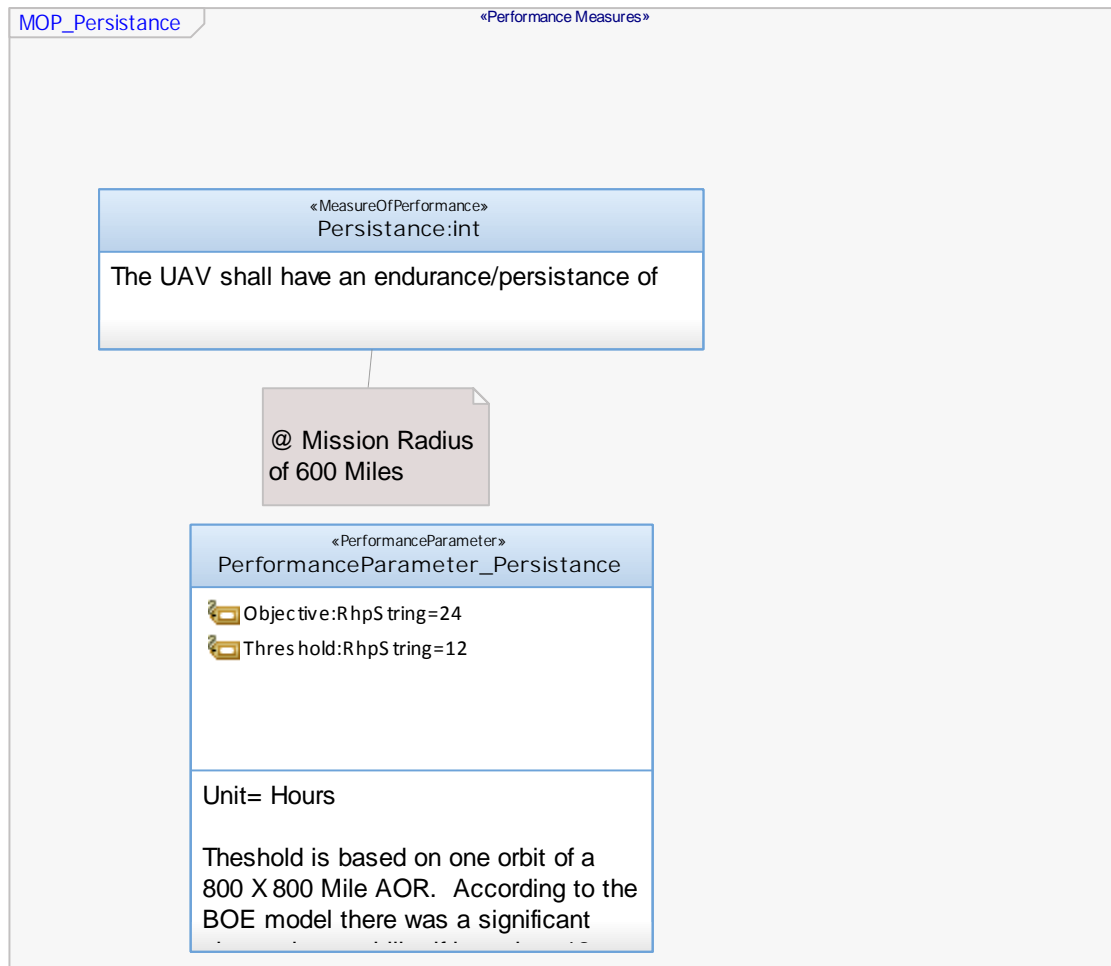 MOP_Persistance
«Performance Measures»
«MeasureOfPerformance»
Persistance:int
The UAV shall have an endurance/persistance of
@ Mission Radius
of 600 Miles
«PerformanceParameter»
PerformanceParameter_Persistance
Objective:RhpString=24
Threshold:RhpString=12
Unit= Hours
Theshold is based on one orbit of a
800 X 800 Mile AOR.  According to the
BOE model there was a significant